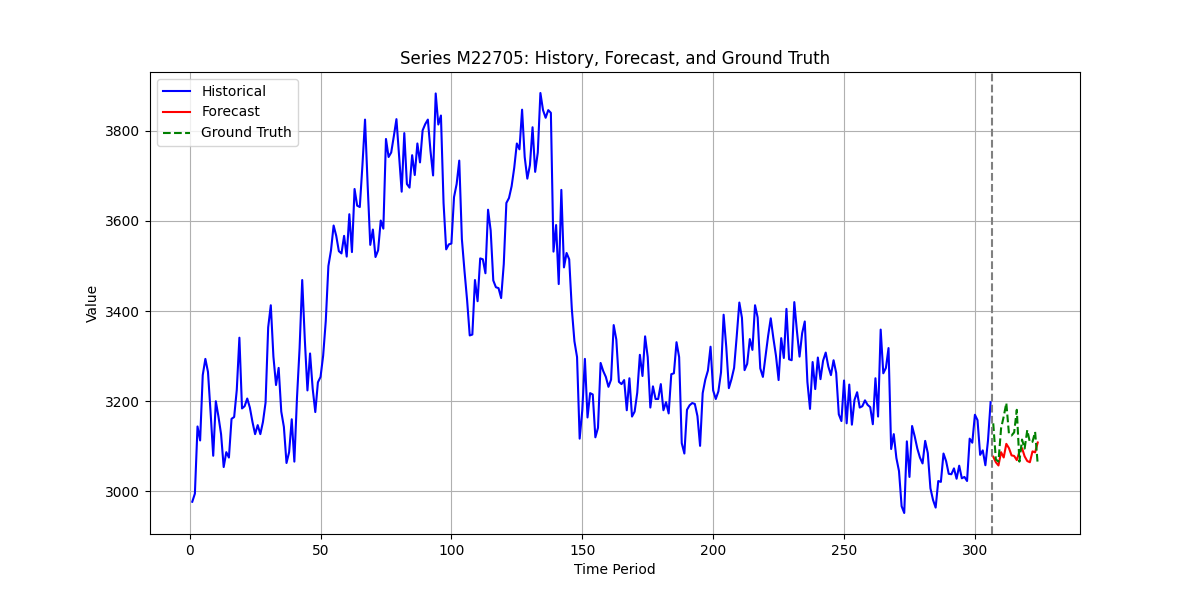 Series M22705: History, Forecast, and Ground Truth
Historical
Forecast
Ground Truth
Value
3800
3600
3400
3200
3000
0 50 100 150 200 250 300
Time Period